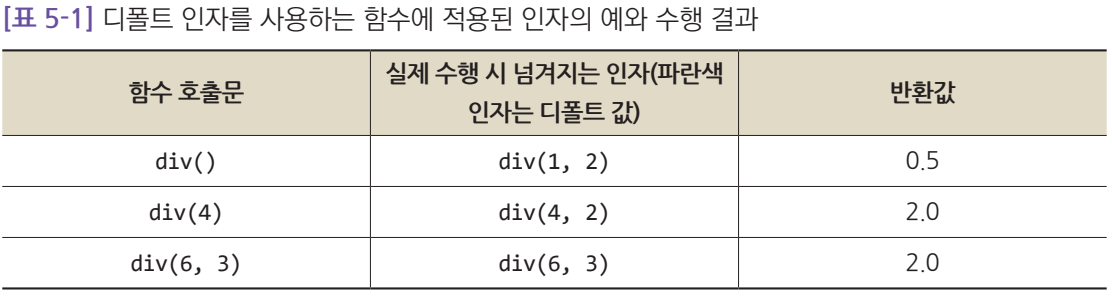 [표 5-1] 디폴트 인자를 사용하는 함수에 적용된 인자의 예와 수행 결과
함수 호출문
실제 수행 시 넘겨지는 인자(파란색
인자는 디폴트 값)
반환값
div()
div(1, 2)
0.5
div(4)
div(4, 2)
2.0
div(6, 3)
div(6, 3)
2.0